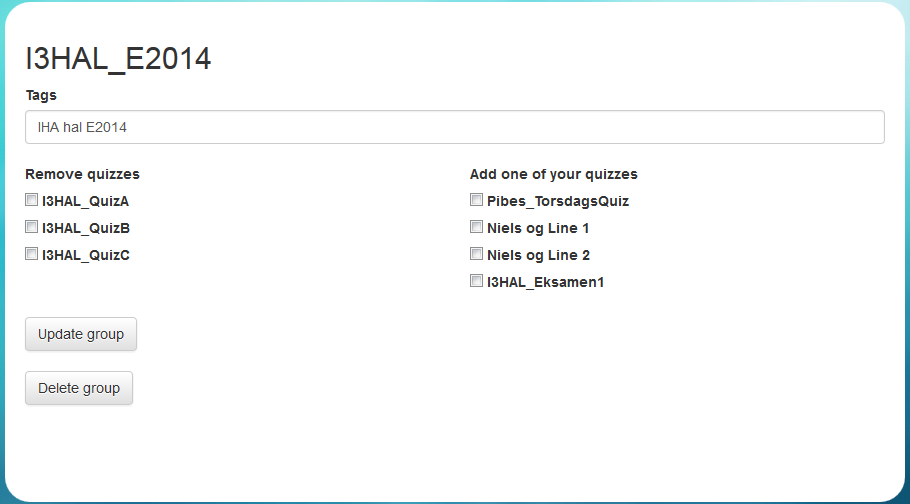 I3HAL_E2014
Tags
IHA hal E2014
Remove quizzes
I3HAL_QuizA
I3HAL_QuizB
I3HAL_QuizC
Add one of your quizzes
Pibes_TorsdagsQuiz
Niels og Line 1
Niels og Line 2
I3HAL_Eksamen1
Update group
Delete group